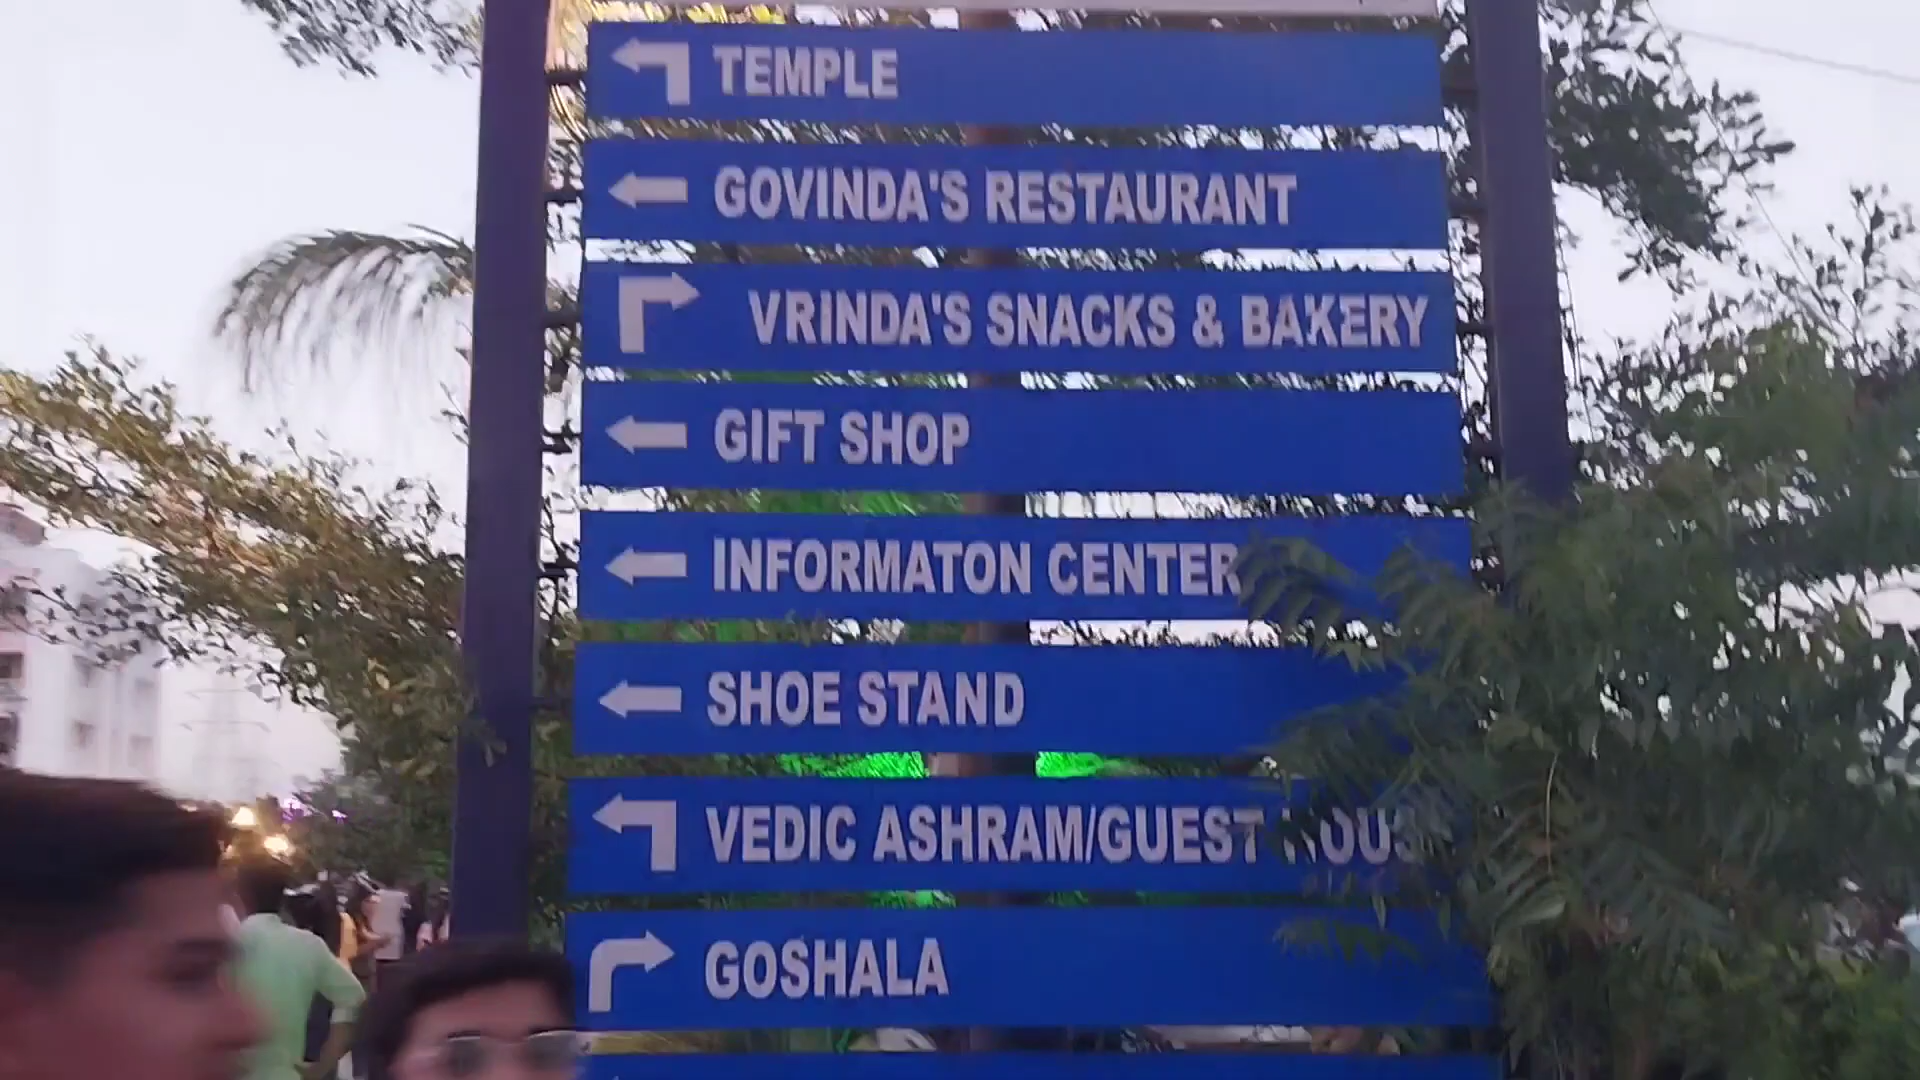 TEMPLE
GOVINDA'S RESTAURANT
VRINDA'S SNACKS & BAKERY
GIFT SHOP
INFORMATON CENTER
SHOE STAND
VEDIC ASHRAM/GUEST
GOSHALA